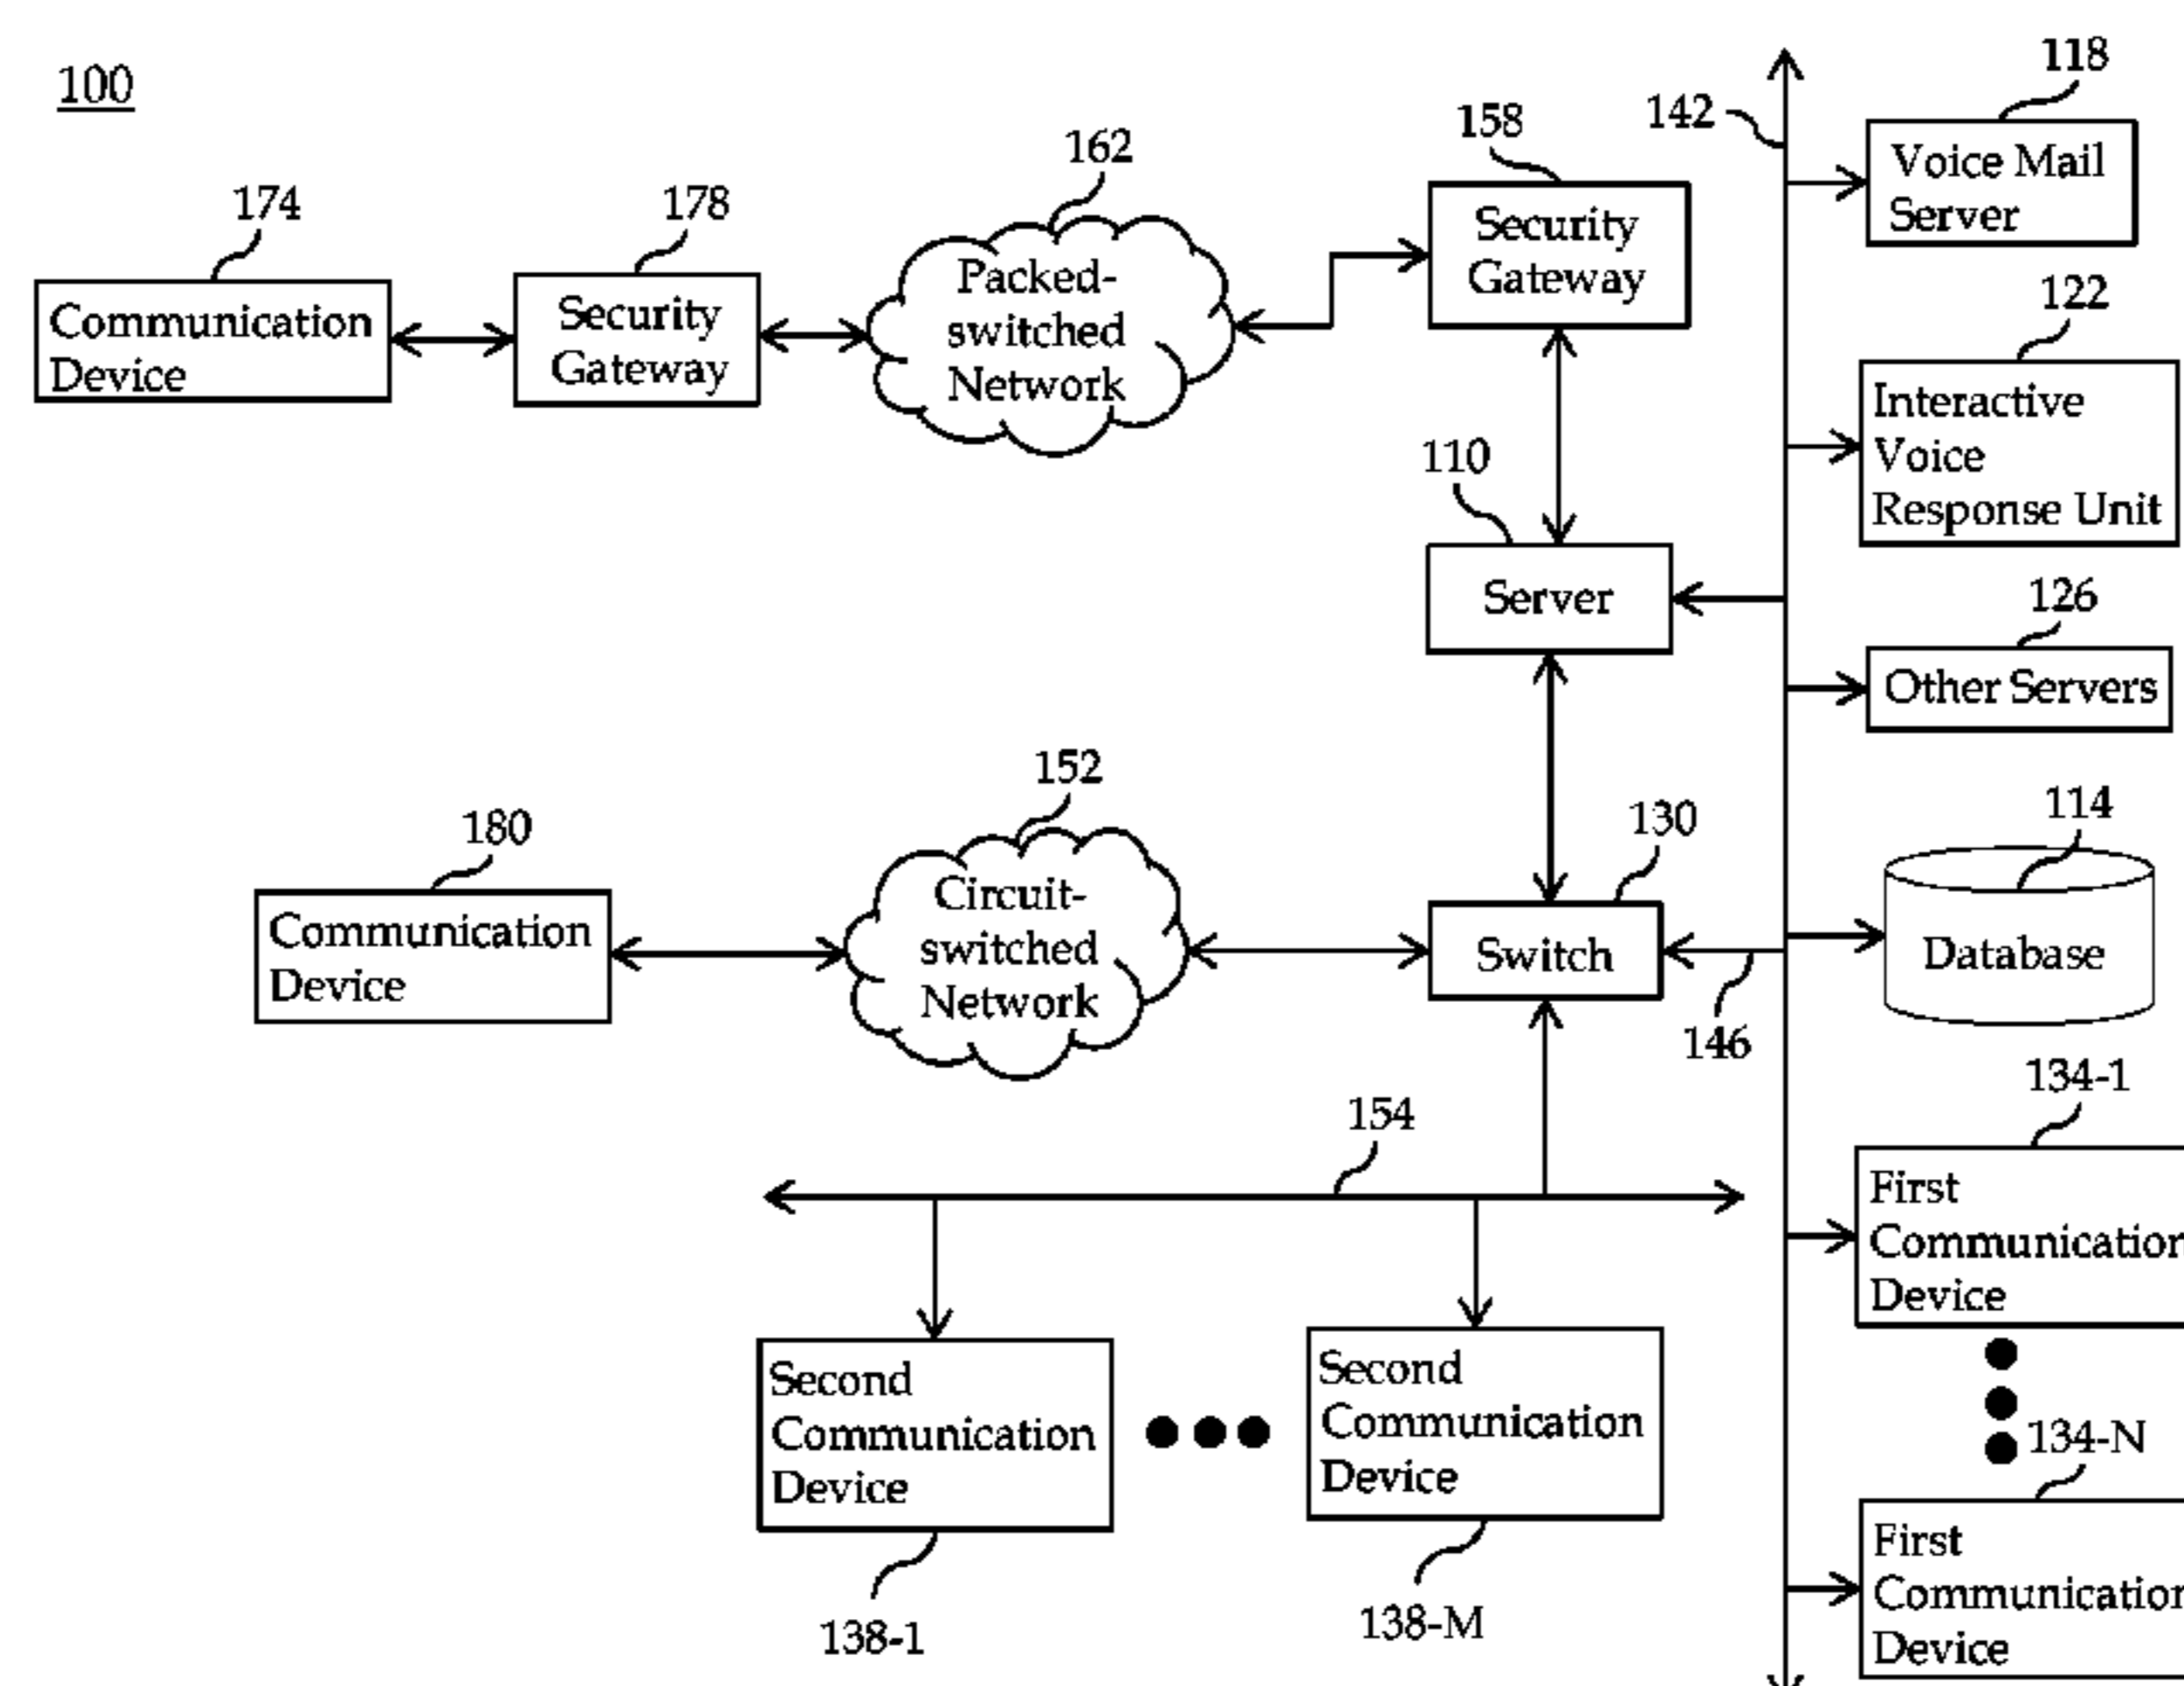 100
118
142
158
162
Voice Mail
Server
174
178
Security
Gateway
Packed-
switched
Network
Communication
Device
Security
Gateway
122
Interactive
Voice
Response Unit
110
Server
126
Other Servers
152
114
130
180
Circuit-
switched
Network
Communication
Device
Switch
Database
146
134-1
154
First
Communication
Device
Second
Communication
Device
Second
Communication
Device
134-N
First
Communication
Device
138-1
138-M